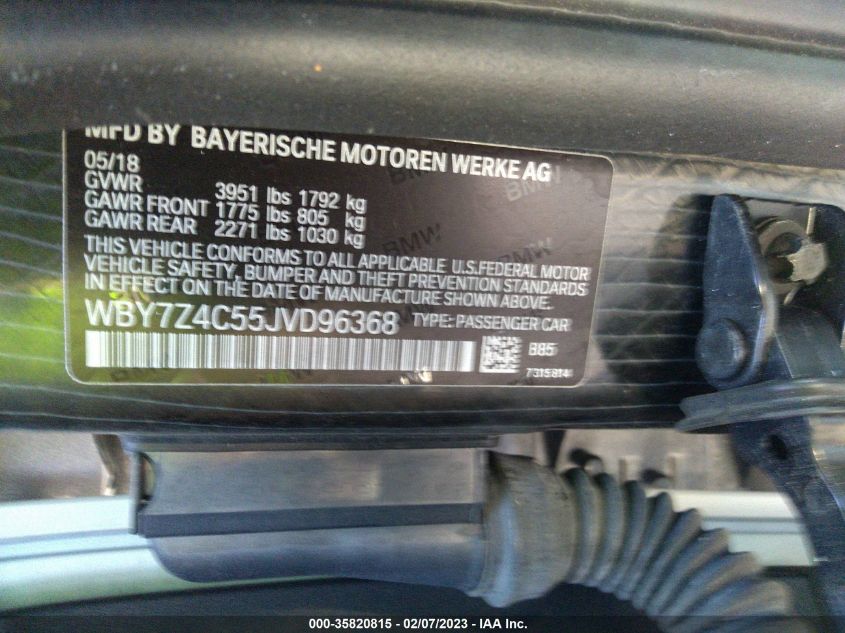 MFD BY BAYERISCHE MOTOREN WERKE AG
05/18
GVWR 3951 lbs 1792 kg
GAWR FRONT 1775 lbs 805 kg
GAWR REAR 2271 lbs 1030 kg
THIS VEHICLE CONFORMS TO ALL APPLICABLE U.S.FEDERAL MOTOR
VEHICLE SAFETY, BUMPER AND THEFT PREVENTION STANDARDS
IN EFFECT ON THE DATE OF MANUFACTURE SHOWN ABOVE.
WBY7Z4C55JVD96368 TYPE: PASSENGER CAR
B85
7315814
000-35820815 - 02/07/2023 - IAA Inc.